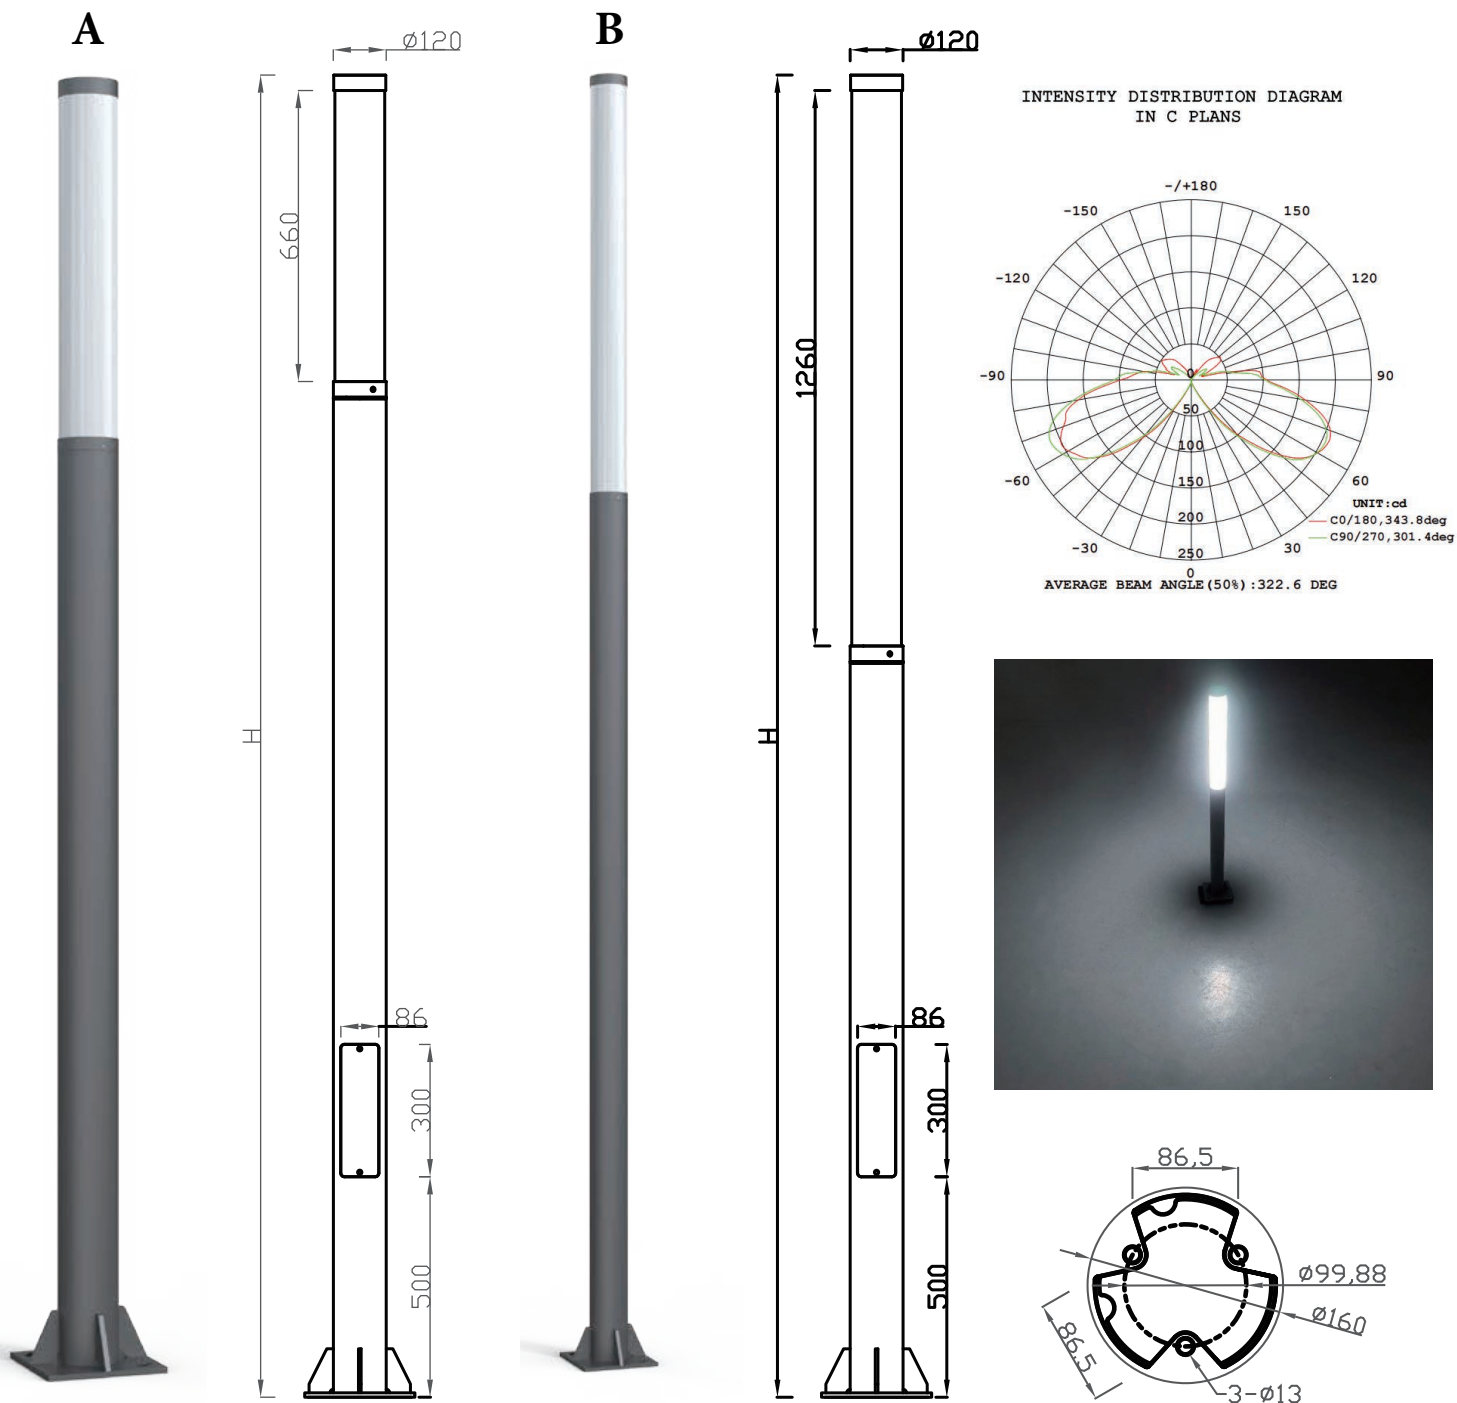 A
B
ø120
660
H
86
300
500
ø120
1260
H
86
300
500
INTENSITY DISTRIBUTION DIAGRAM
IN C PLANS
-/+180
-150
150
-120
120
-90
90
-60
60
-30
30
0
50
100
150
200
250
0
UNIT:cd
C0/180,343.8deg
C90/270,301.4deg
AVERAGE BEAM ANGLE(50%):322.6 DEG
86,5
ø99,88
ø160
86,5
3-ø13